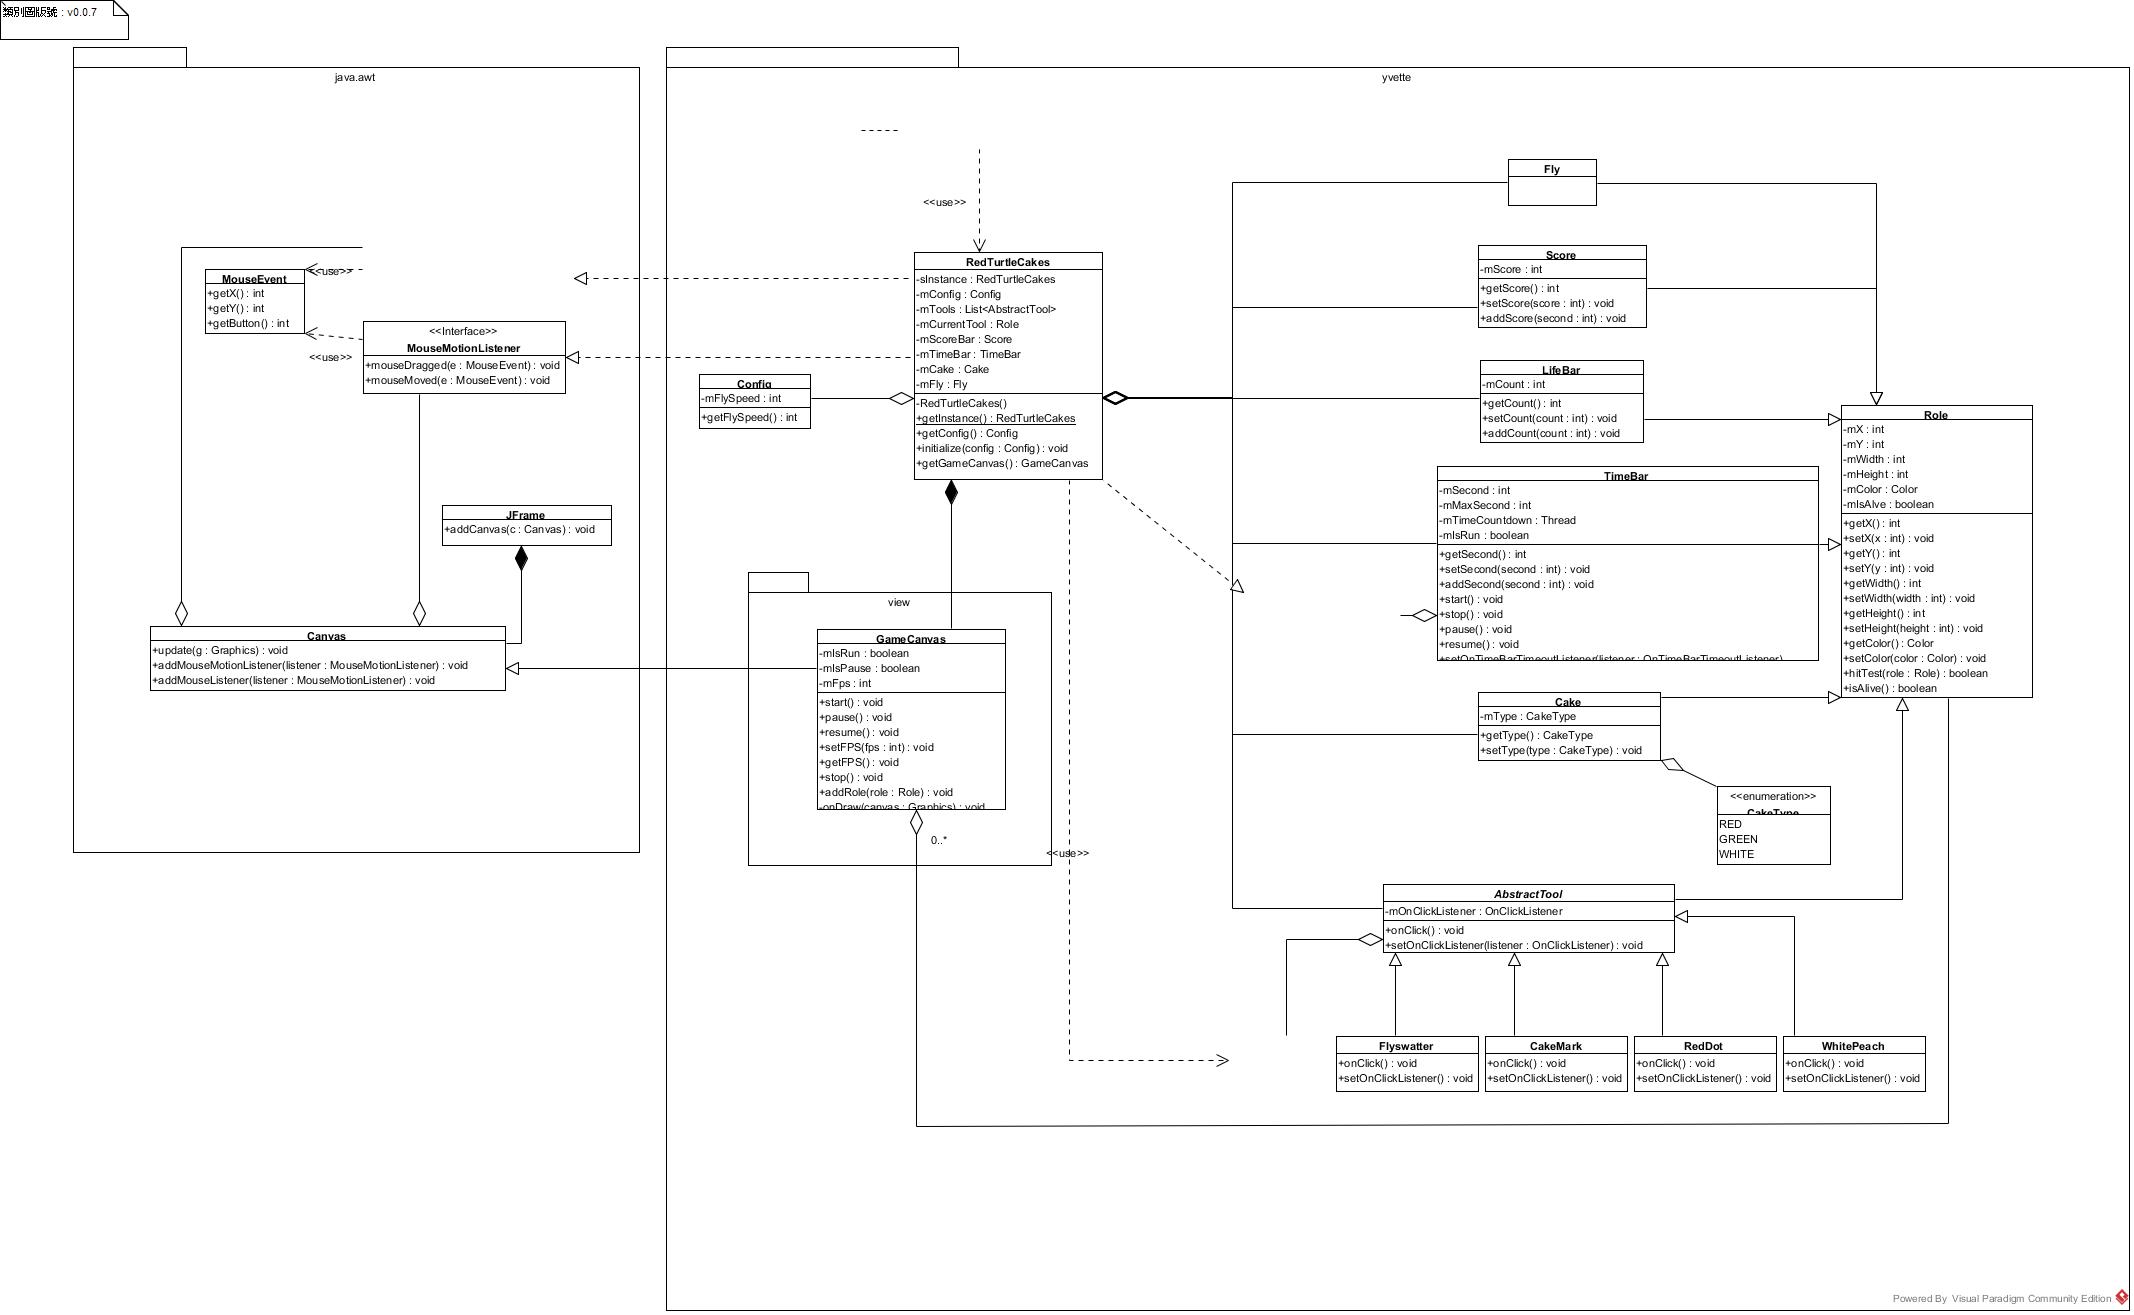 類別圖版號 : v0.0.7
java.awt
MouseEvent
+getX() : int
+getY() : int
+getButton() : int
<<use>>
<<use>>
<<Interface>>
MouseMotionListener
+mouseDragged(e : MouseEvent) : void
+mouseMoved(e : MouseEvent) : void
JFrame
+addCanvas(c : Canvas) : void
Canvas
+update(g : Graphics) : void
+addMouseMotionListener(listener : MouseMotionListener) : void
+addMouseListener(listener : MouseMotionListener) : void
yvette
<<use>>
RedTurtleCakes
-sInstance : RedTurtleCakes
-mConfig : Config
-mTools : List<AbstractTool>
-mCurrentTool : Role
-mScoreBar : Score
-mTimeBar : TimeBar
-mCake : Cake
-mFly : Fly
-RedTurtleCakes()
+getInstance() : RedTurtleCakes
+getConfig() : Config
+initialize(config : Config) : void
+getGameCanvas() : GameCanvas
Config
-mFlySpeed : int
+getFlySpeed() : int
view
GameCanvas
-mIsRun : boolean
-mIsPause : boolean
-mFps : int
+start() : void
+pause() : void
+resume() : void
+setFPS(fps : int) : void
+getFPS() : void
+stop() : void
+addRole(role : Role) : void
-onDraw(canvas : Graphics) : void
0..*
<<use>>
Fly
Score
-mScore : int
+getScore() : int
+setScore(score : int) : void
+addScore(second : int) : void
LifeBar
-mCount : int
+getCount() : int
+setCount(count : int) : void
+addCount(count : int) : void
TimeBar
-mSecond : int
-mMaxSecond : int
-mTimeCountdown : Thread
-mIsRun : boolean
+getSecond() : int
+setSecond(second : int) : void
+addSecond(second : int) : void
+start() : void
+stop() : void
+pause() : void
+resume() : void
+setOnTimeBarTimeoutListener(listener : OnTimeBarTimeoutListener)
Role
-mX : int
-mY : int
-mWidth : int
-mHeight : int
-mColor : Color
-mIsAlve : boolean
+getX() : int
+setX(x : int) : void
+getY() : int
+setY(y : int) : void
+getWidth() : int
+setWidth(width : int) : void
+getHeight() : int
+setHeight(height : int) : void
+getColor() : Color
+setColor(color : Color) : void
+hitTest(role : Role) : boolean
+isAlive() : boolean
Cake
-mType : CakeType
+getType() : CakeType
+setType(type : CakeType) : void
<<enumeration>>
CakeType
RED
GREEN
WHITE
AbstractTool
-mOnClickListener : OnClickListener
+onClick() : void
+setOnClickListener(listener : OnClickListener) : void
Flyswatter
+onClick() : void
+setOnClickListener() : void
CakeMark
+onClick() : void
+setOnClickListener() : void
RedDot
+onClick() : void
+setOnClickListener() : void
WhitePeach
+onClick() : void
+setOnClickListener() : void
Powered By Visual Paradigm Community Edition